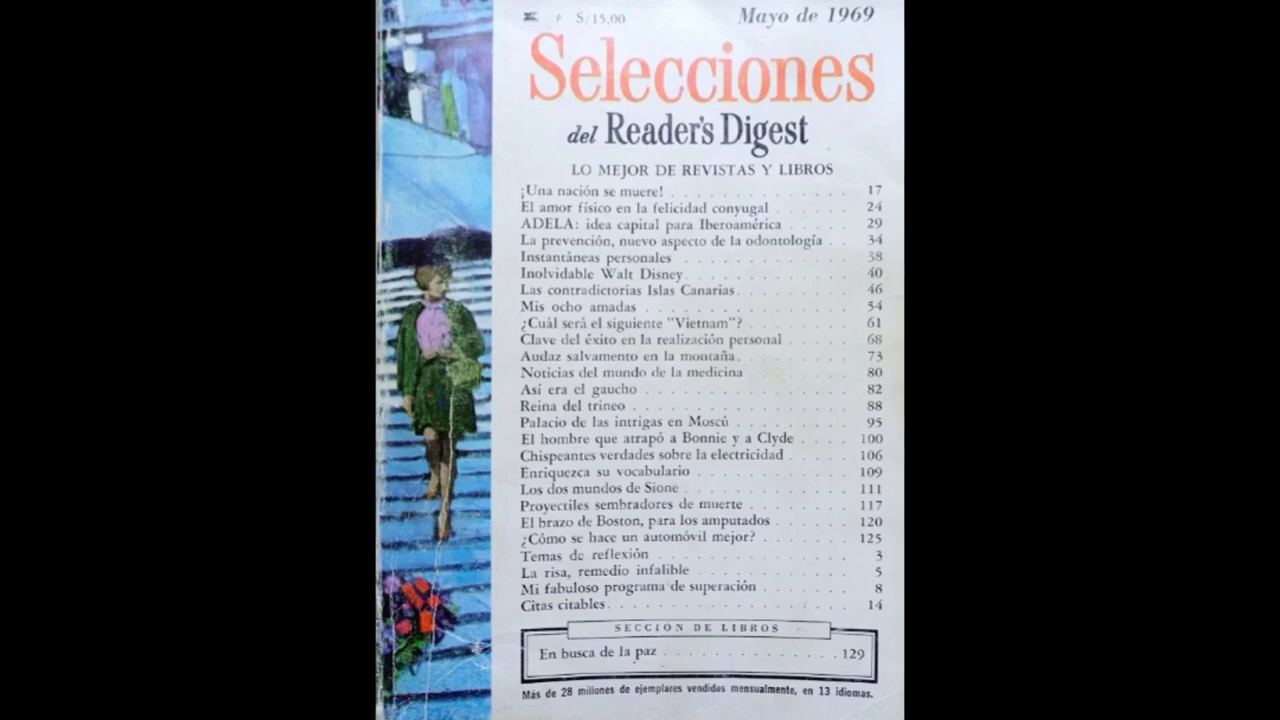 P S/15,00 Mayo de 1969
Selecciones
del Reader's Digest
LO MEJOR DE REVISTAS Y LIBROS
¡Una nación se muere! . . . . . . . . . . . 17
El amor físico en la felicidad conyugal . . . . . 24
ADELA: idea capital para Iberoamérica . . . . . 29
La prevención, nuevo aspecto de la odontología . . 34
Instantáneas personales . . . . . . . . . . 38
Inolvidable Walt Disney . . . . . . . . . . 40
Las contradictorias Islas Canarias . . . . . . . 46
Mis ocho amadas . . . . . . . . . . . . 54
¿Cuál será el siguiente "Vietnam"? . . . . . . 61
Clave del éxito en la realización personal . . . . 68
Audaz salvamento en la montaña . . . . . . . 73
Noticias del mundo de la medicina . . . . . . 80
Así era el gaucho . . . . . . . . . . . . 82
Reina del trineo . . . . . . . . . . . . 88
Palacio de las intrigas en Moscú . . . . . . . 95
El hombre que atrapó a Bonnie y a Clyde . . . . 100
Chispeantes verdades sobre la electricidad . . . . 106
Enriquezca su vocabulario . . . . . . . . . 109
Los dos mundos de Sione . . . . . . . . . 111
Proyectiles sembradores de muerte . . . . . . 117
El brazo de Boston, para los amputados . . . . . 120
¿Cómo se hace un automóvil mejor? . . . . . . 125
Temas de reflexión . . . . . . . . . . . 3
La risa, remedio infalible . . . . . . . . . 5
Mi fabuloso programa de superación . . . . . . 8
Citas citables . . . . . . . . . . . . . 14
SECCIÓN DE LIBROS
En busca de la paz . . . . . . . . . . . 129
Más de 28 millones de ejemplares vendidos mensualmente, en 13 idiomas.